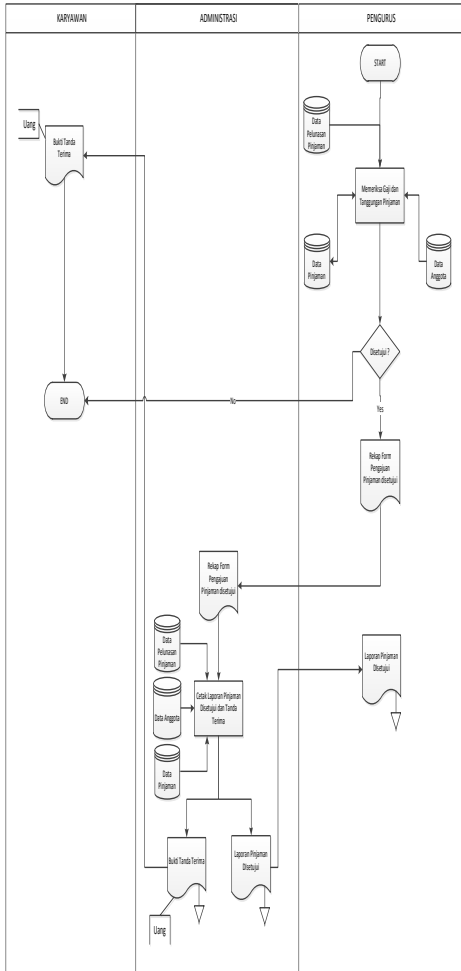 KARYAWAN
ADMINISTRASI
PENGURUS
START
Data
Pelunasan
Pinjaman
Uang
Bukti Tanda
Terima
Memeriksa Gaji dan
Tanggungan Pinjaman
Data
Pinjaman
Data
Anggota
Disetujui ?
END
No
Yes
Rekap Form
Pengajuan
Pinjaman disetujui
Rekap Form
Pengajuan
Pinjaman disetujui
Data
Pelunasan
Pinjaman
Laporan Pinjaman
Disetujui
Cetak Laporan Pinjaman
Disetujui dan Tanda
Terima
Data Anggota
Data
Pinjaman
Bukti Tanda Terima
Laporan Pinjaman
Disetujui
Uang